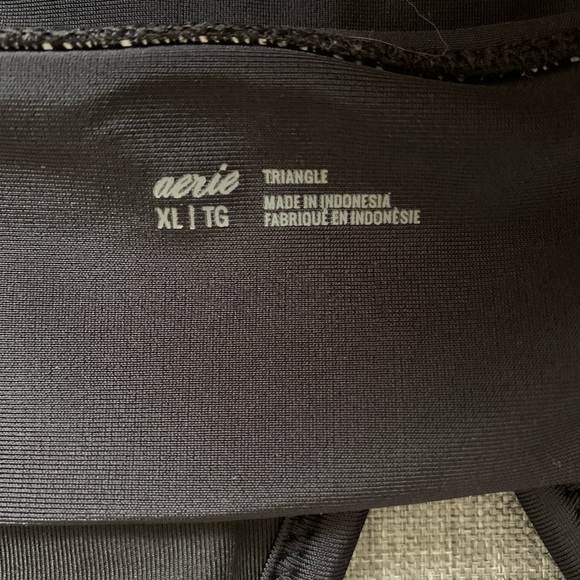 aerie
XL | TG
TRIANGLE
MADE IN INDONESIA
FABRIQUÉ EN INDONÉSIE